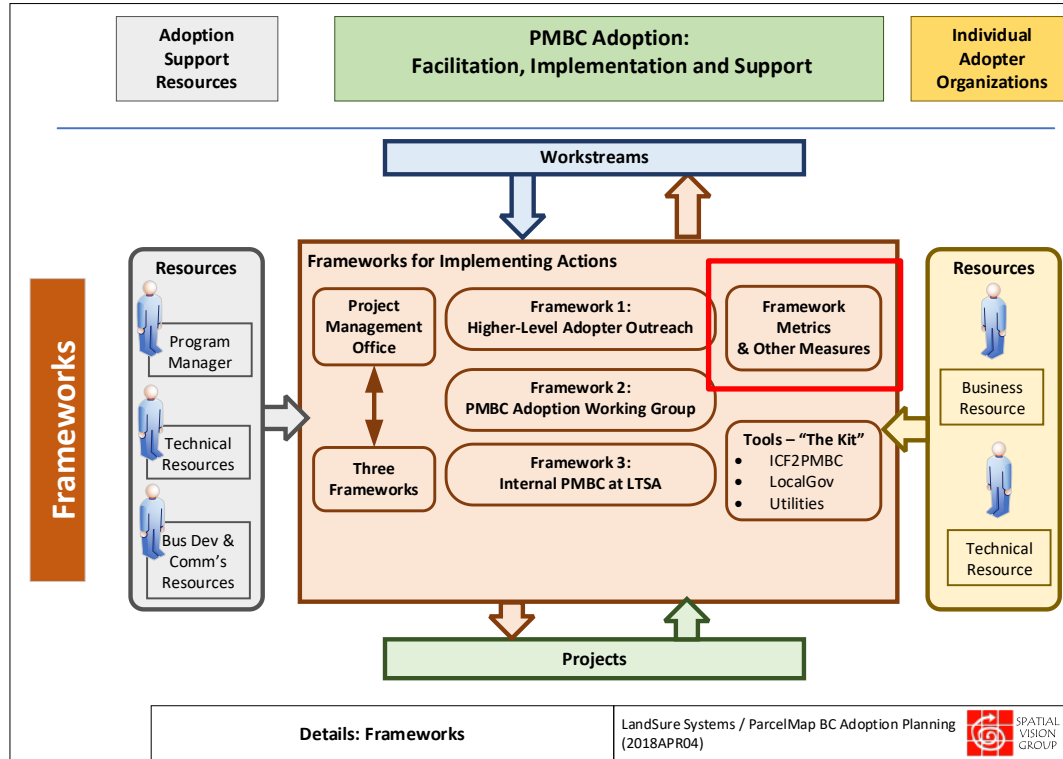 Adoption
Support
Resources
PMBC Adoption:
Facilitation, Implementation and Support
Individual
Adopter
Organizations
Workstreams
Frameworks
Resources
Program
Manager
Technical
Resources
Bus Dev &
Comm's
Resources
Frameworks for Implementing Actions
Project
Management
Office
Three
Frameworks
Framework 1:
Higher-Level Adopter Outreach
Framework 2:
PMBC Adoption Working Group
Framework 3:
Internal PMBC at LTSA
Framework
Metrics
& Other Measures
Tools – “The Kit”
• ICF2PMBC
• LocalGov
• Utilities
Resources
Business
Resource
Technical
Resource
Projects
Details: Frameworks
LandSure Systems / ParcelMap BC Adoption Planning
(2018APR04)
SPATIAL
VISION
GROUP